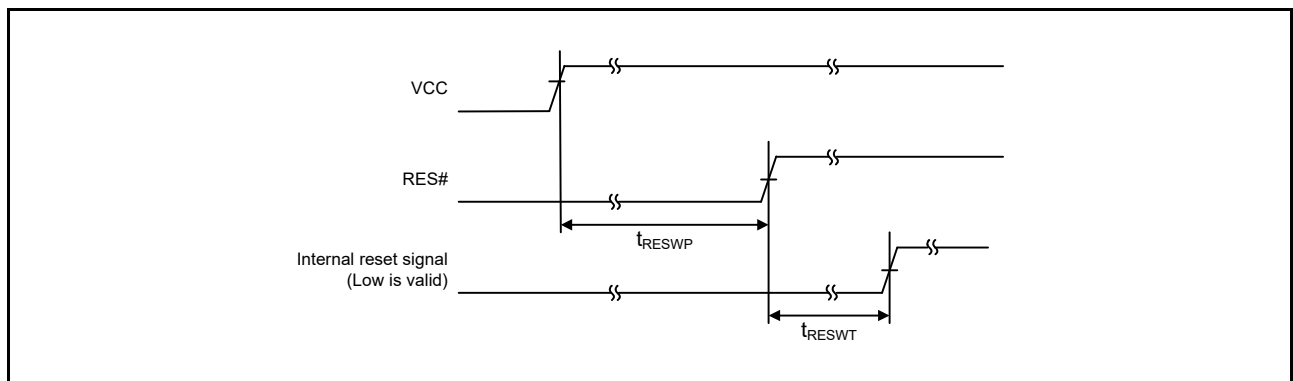 VCC
RES#
tRESWP
Internal reset signal
(Low is valid)
tRESWT